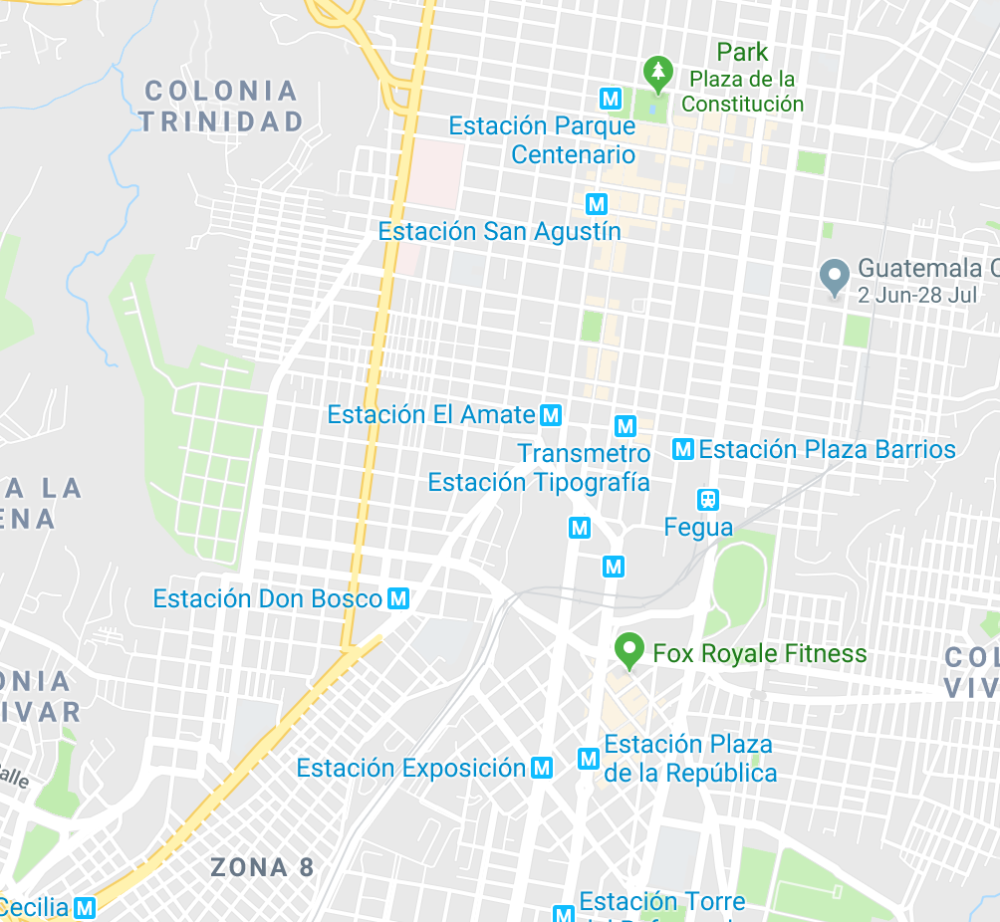 Park
Plaza de la
Constitución
COLONIA
TRINIDAD
M
Estación Parque
Centenario
M
Estación San Agustín
Guatemala C
2 Jun-28 Jul
Estación El Amate M
M
Transmetro
Estación Tipografía
M Estación Plaza Barrios
A LA
ENA
Fegua
M
M
Estación Don Bosco M
Fox Royale Fitness
COL
VIV
ONIA
IVAR
Estación Plaza
de la República
M
Estación Exposición M
alle
ZONA 8
Cecilia M
Estación Torre
M